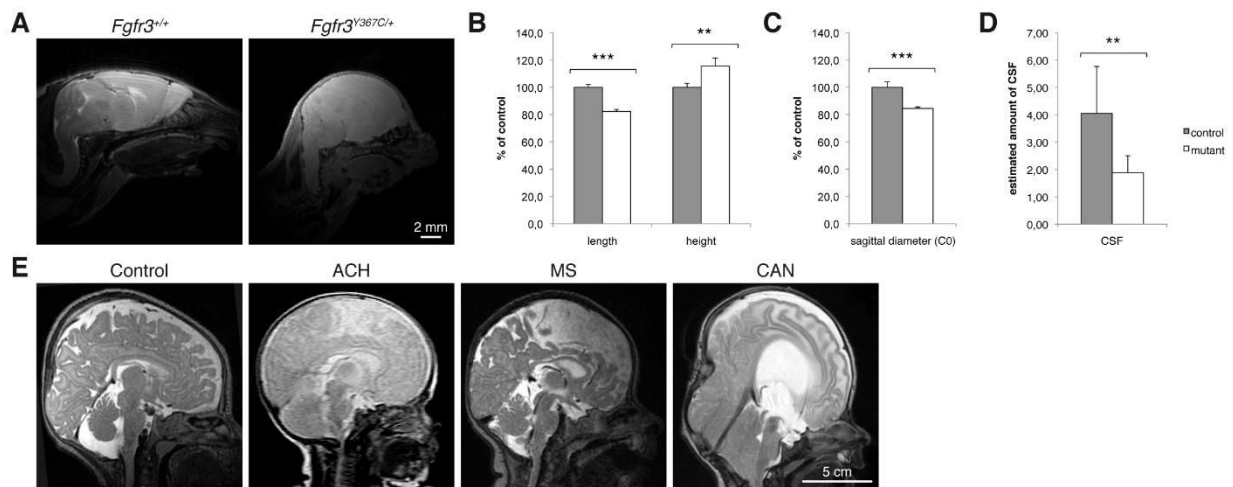 A
Fgfr3+/+
Fgfr3Y367C/+
2 mm
B
140,0
120,0
100,0
80,0
60,0
40,0
20,0
0,0
% of control
***
**
length
height
C
140,0
120,0
100,0
80,0
60,0
40,0
20,0
0,0
% of control
***
sagittal diameter (C0)
D
7,00
6,00
5,00
4,00
3,00
2,00
1,00
0,00
estimated amount of CSF
**
CSF
control
mutant
E
Control
ACH
MS
CAN
5 cm